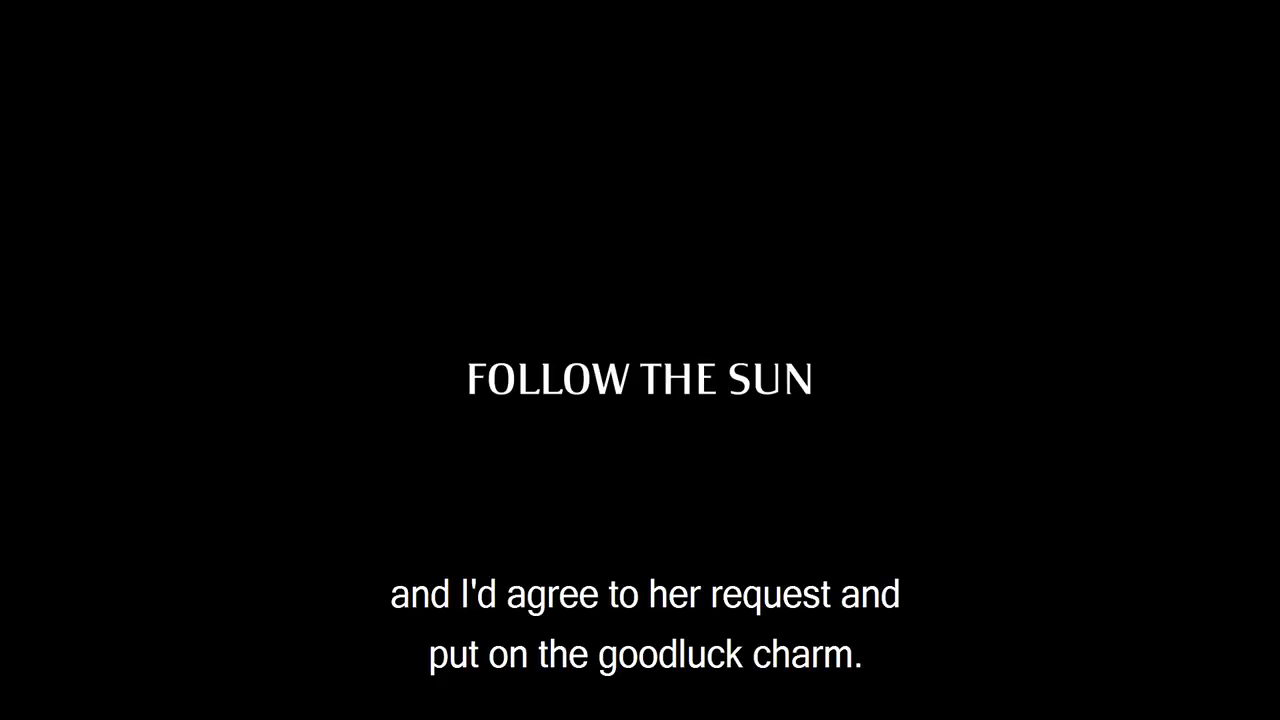 FOLLOW THE SUN
and I'd agree to her request and
put on the goodluck charm.